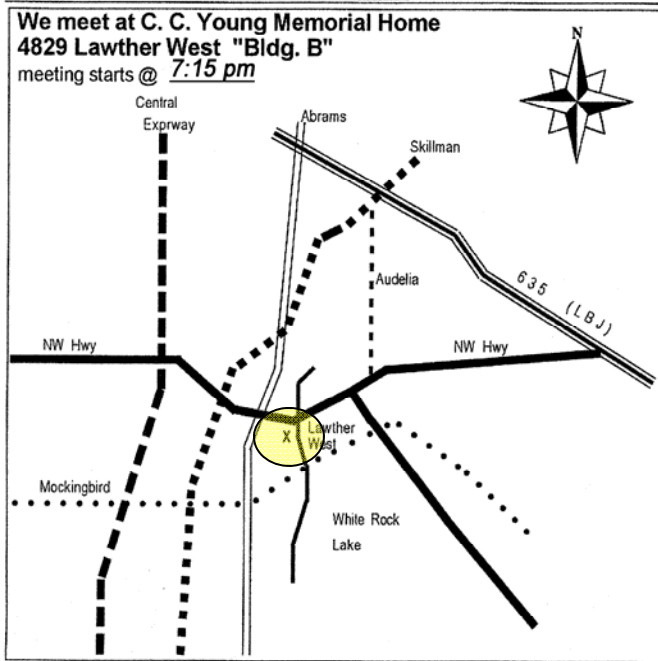 We meet at C. C. Young Memorial Home
4829 Lawther West "Bldg. B"
meeting starts @ 7:15 pm
N
Central
Exprway
Abrams
Skillman
Audelia
635 (LBJ)
NW Hwy
NW Hwy
X
Lawther
West
Mockingbird
White Rock
Lake